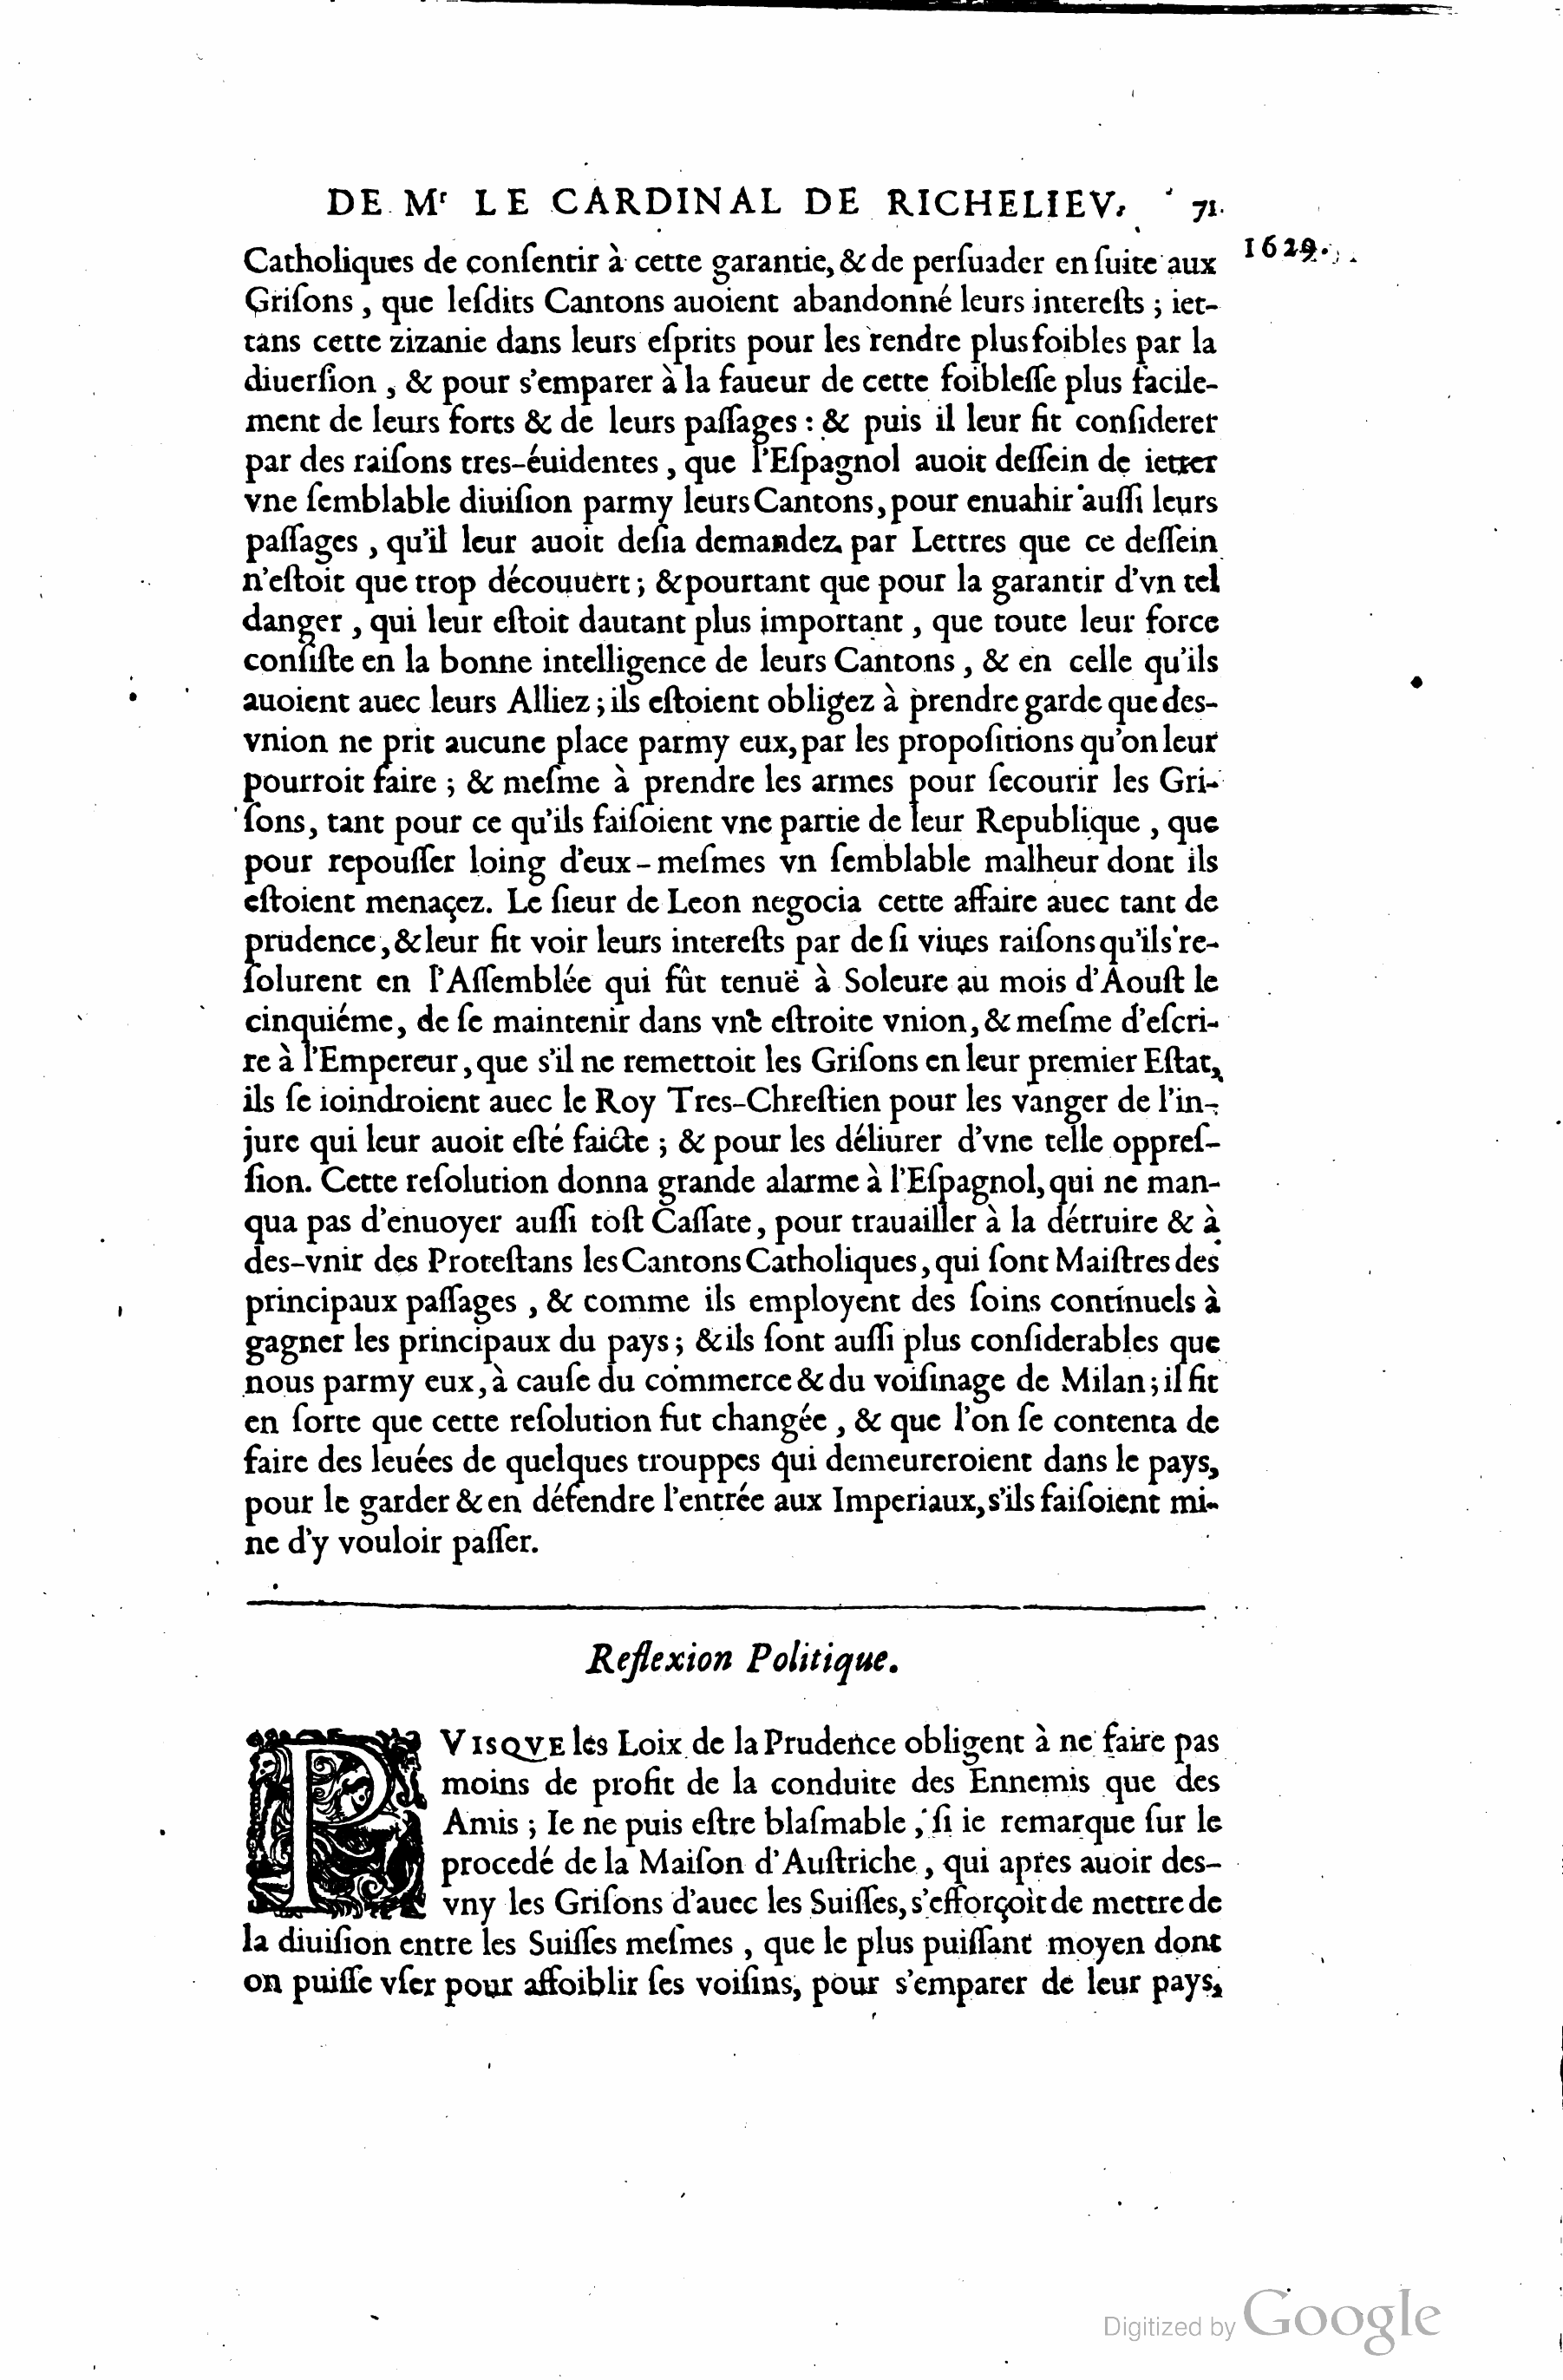 DE Mr LE CARDINAL DE RICHELIEV. 71.
1629.
Catholiques de conſentir à cette garantie, & de perſuader en ſuite aux
Griſons, que leſdits Cantons auoient abandonné leurs intereſts ; iet-
tans cette zizanie dans leurs eſprits pour les rendre plus foibles par la
diuerſion, & pour s'emparer à la faueur de cette foibleſſe plus facile-
ment de leurs forts & de leurs paſſages : & puis il leur fit conſiderer
par des raiſons tres-éuidentes, que l'Eſpagnol auoit deſſein de ietter
vne ſemblable diuiſion parmy leurs Cantons, pour enuahir auſſi leurs
paſſages, qu'il leur auoit deſia demandez par Lettres que ce deſſein
n'eſtoit que trop découuert ; & pourtant que pour la garantir d'vn tel
danger, qui leur eſtoit dautant plus important, que toute leur force
conſiſte en la bonne intelligence de leurs Cantons, & en celle qu'ils
auoient auec leurs Alliez ; ils eſtoient obligez à prendre garde que des-
vnion ne prit aucune place parmy eux, par les propoſitions qu'on leur
pourroit faire ; & meſme à prendre les armes pour ſecourir les Gri-
ſons, tant pour ce qu'ils faiſoient vne partie de leur Republique, que
pour repouſſer loing d'eux-meſmes vn ſemblable malheur dont ils
eſtoient menaçez. Le ſieur de Leon negocia cette affaire auec tant de
prudence, & leur fit voir leurs intereſts par de ſi viues raiſons qu'ils re-
ſolurent en l'Aſſemblée qui fût tenuë à Soleure au mois d'Aouſt le
cinquiéme, de ſe maintenir dans vne eſtroite vnion, & meſme d'eſcri-
re à l'Empereur, que s'il ne remettoit les Griſons en leur premier Eſtat,
ils ſe ioindroient auec le Roy Tres-Chreſtien pour les vanger de l'in-
jure qui leur auoit eſté faicte ; & pour les déliurer d'vne telle oppreſ-
ſion. Cette reſolution donna grande alarme à l'Eſpagnol, qui ne man-
qua pas d'enuoyer auſſi toſt Caſſate, pour trauailler à la détruire & à
des-vnir des Proteſtans les Cantons Catholiques, qui ſont Maiſtres des
principaux paſſages, & comme ils employent des ſoins continuels à
gagner les principaux du pays ; & ils ſont auſſi plus conſiderables que
nous parmy eux, à cauſe du commerce & du voiſinage de Milan ; il fit
en ſorte que cette reſolution fut changée, & que l'on ſe contenta de
faire des leuées de quelques trouppes qui demeureroient dans le pays,
pour le garder & en défendre l'entrée aux Imperiaux, s'ils faiſoient mi-
ne d'y vouloir paſſer.
Reflexion Politique.
PVISQVE les Loix de la Prudence obligent à ne faire pas
moins de profit de la conduite des Ennemis que des
Amis ; Ie ne puis eſtre blaſmable, ſi ie remarque ſur le
procedé de la Maiſon d'Auſtriche, qui apres auoir des-
vny les Griſons d'auec les Suiſſes, s'efforçoit de mettre de
la diuiſion entre les Suiſſes meſmes, que le plus puiſſant moyen dont
on puiſſe vſer pour affoiblir ſes voiſins, pour s'emparer de leur pays,
Digitized by Google